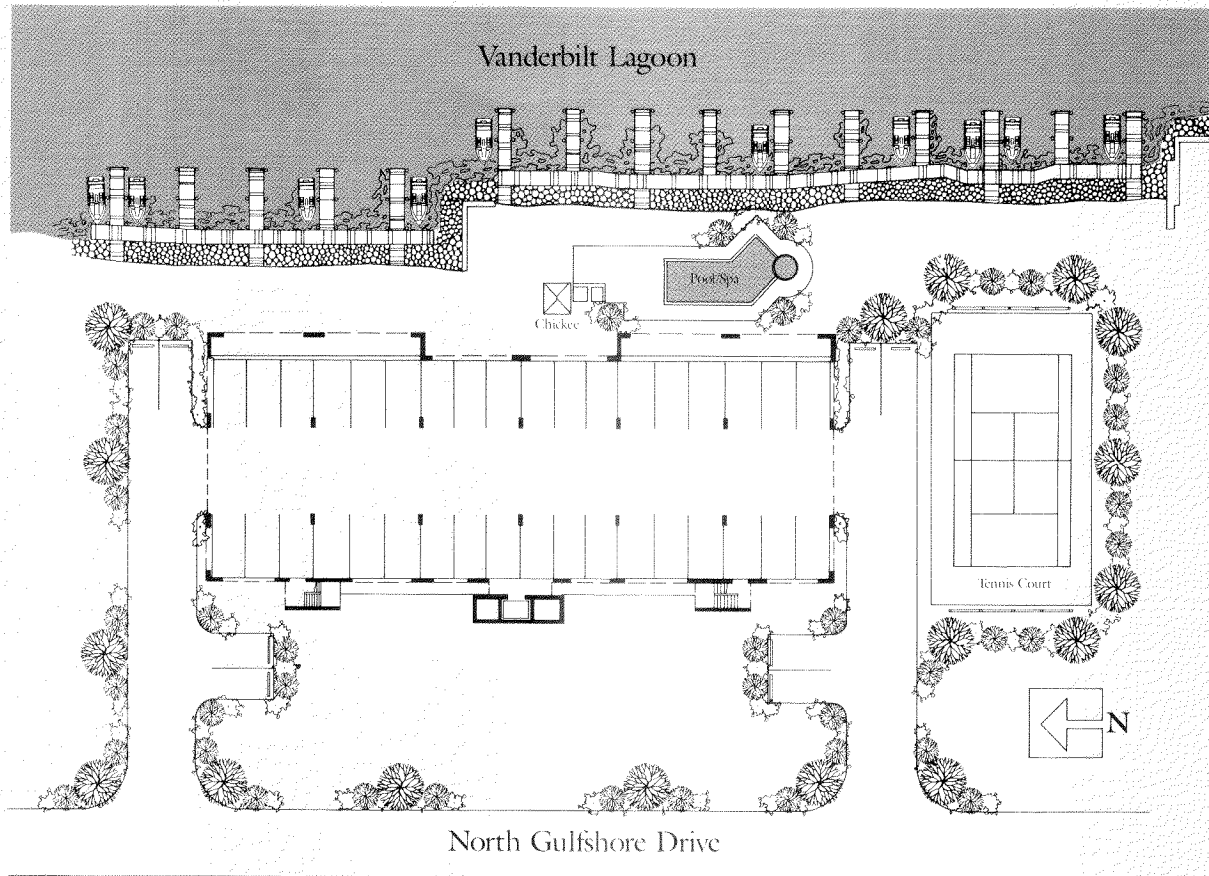 Vanderbilt Lagoon
Pool/Spa
Chickee
Tennis Court
N
North Gulfshore Drive